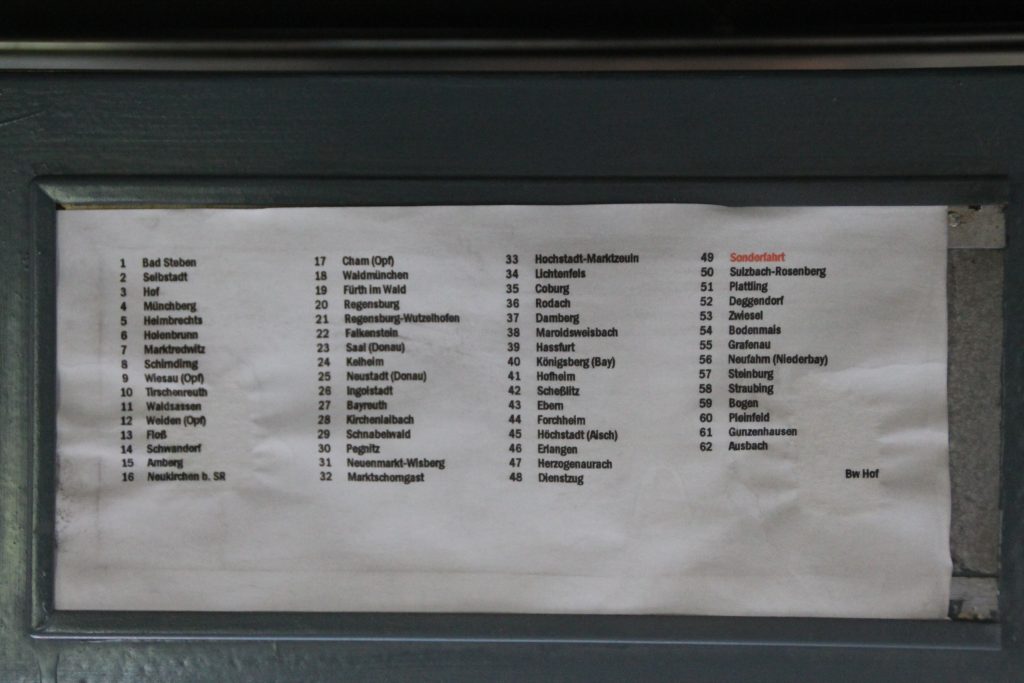 1 Bad Steben
2 Selbstadt
3 Hof
4 Münchberg
5 Helmbrechts
6 Holenbrunn
7 Marktredwitz
8 Schirnding
9 Wiesau (Opf)
10 Tirschenreuth
11 Waldsassen
12 Weiden (Opf)
13 Floß
14 Schwandorf
15 Amberg
16 Neukirchen b. SR
17 Cham (Opf)
18 Waldmünchen
19 Fürth im Wald
20 Regensburg
21 Regensburg-Wutzelhofen
22 Falkenstein
23 Saal (Donau)
24 Kelheim
25 Neustadt (Donau)
26 Ingolstadt
27 Bayreuth
28 Kirchenlaibach
29 Schnabelwald
30 Pegnitz
31 Neuenmarkt-Wisberg
32 Marktschorngast
33 Hochstadt-Marktzeuln
34 Lichtenfels
35 Coburg
36 Rodach
37 Damberg
38 Maroldsweisbach
39 Hassfurt
40 Königsberg (Bay)
41 Hofheim
42 Scheßlitz
43 Ebern
44 Forchheim
45 Höchstadt (Aisch)
46 Erlangen
47 Herzogenaurach
48 Dienstzug
49 Sonderfahrt
50 Sulzbach-Rosenberg
51 Plattling
52 Deggendorf
53 Zwiesel
54 Bodenmais
55 Grafenau
56 Neufahrn (Niederbay)
57 Steinburg
58 Straubing
59 Bogen
60 Pleinfeld
61 Gunzenhausen
62 Ausbach
Bw Hof